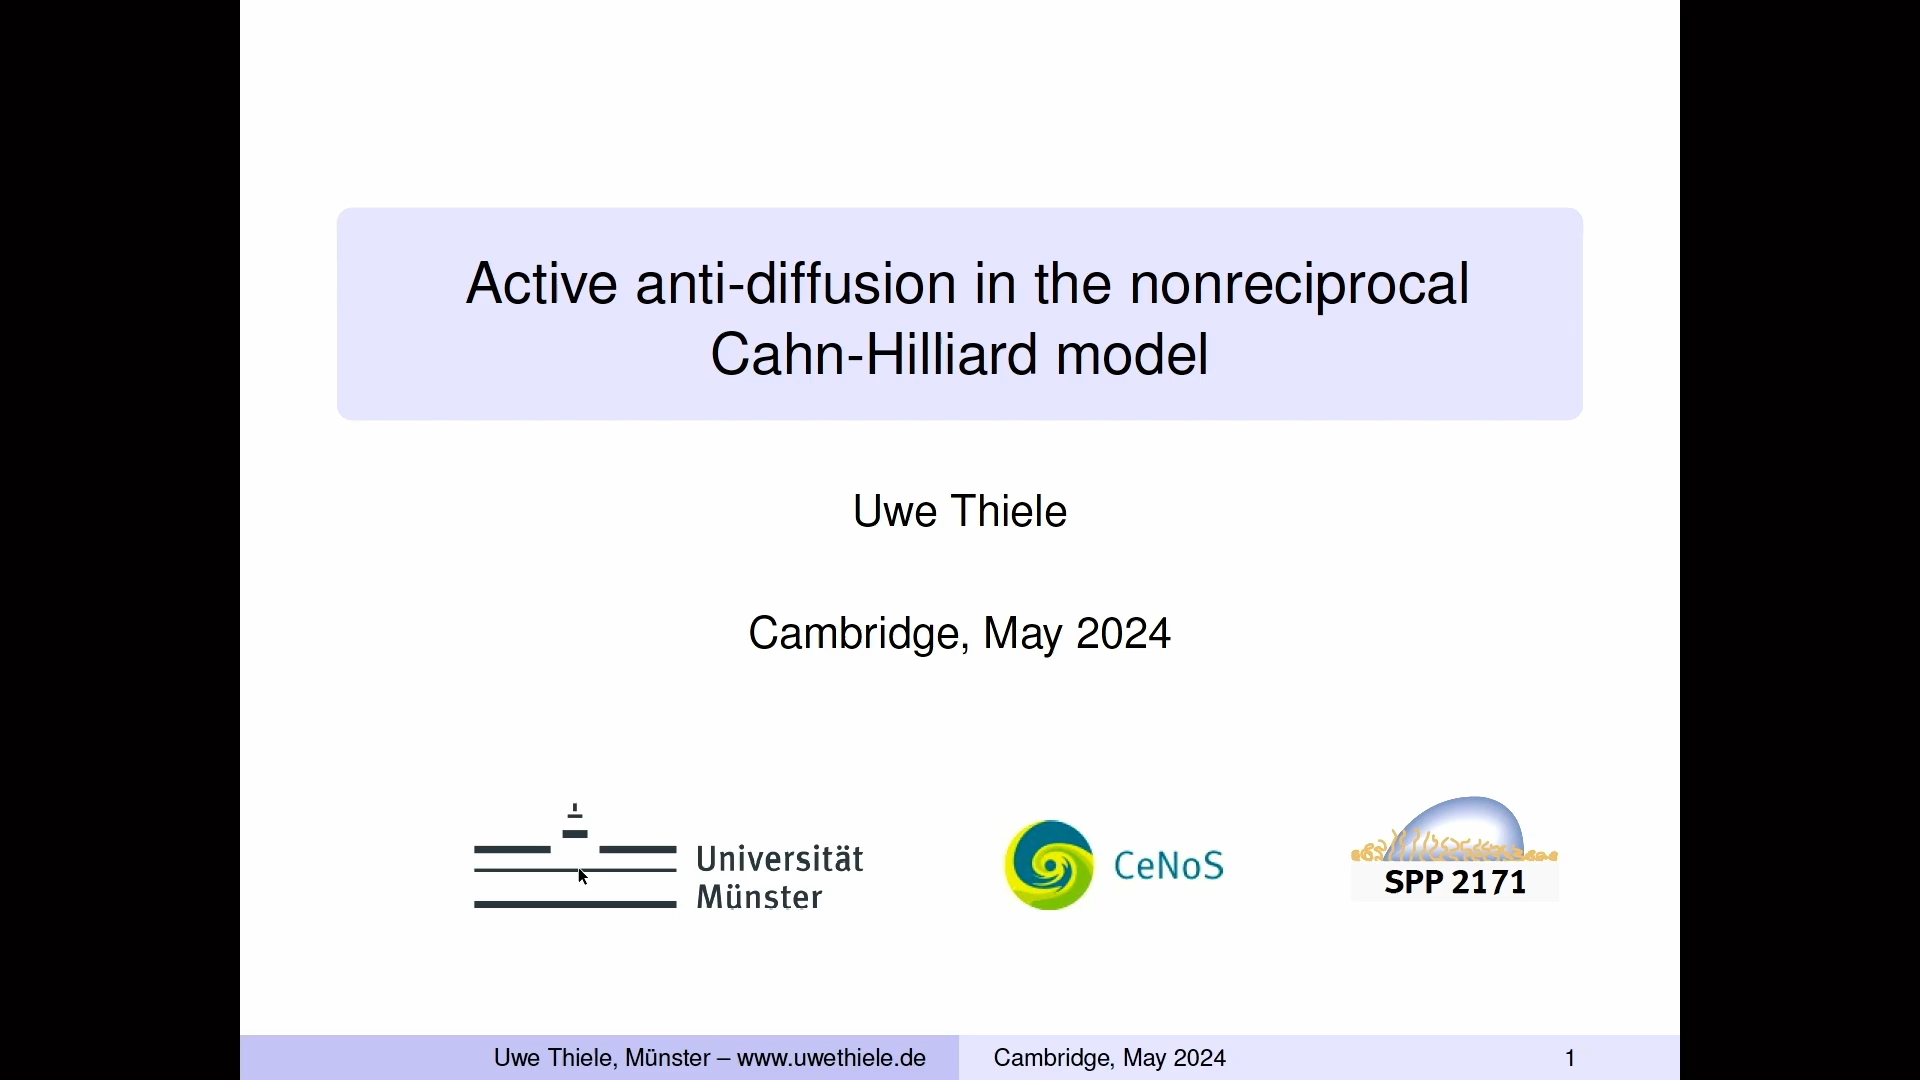 Active anti-diffusion in the nonreciprocal
Cahn-Hilliard model
Uwe Thiele
Cambridge, May 2024
Universität
Münster
CeNoS
SPP 2171
Uwe Thiele, Münster – www.uwethiele.de
Cambridge, May 2024
1